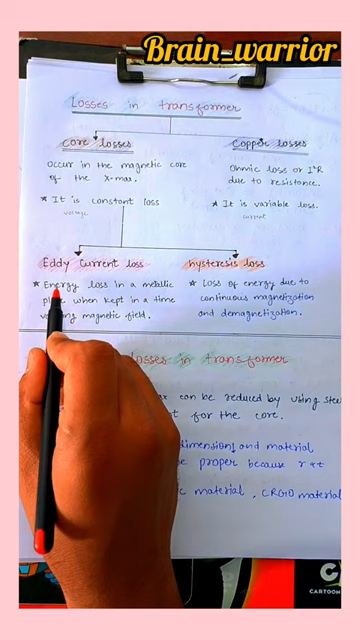 Brain_warrior
Losses in transformer
core losses
occur in the magnetic core
of the x-mer.
* It is constant loss
voltage
Copper losses
Ohmic loss or I²R
due to resistance.
* It is variable loss.
current
Eddy current loss
* Energy loss in a metallic
when kept in a time
magnetic field.
hysteresis loss
* Loss of energy due to
continuous magnetization
and demagnetization.
losses in transformer
can be reduced by using
for the core.
dimension↓ and material
proper because r ∝ t
material, CRGO material
CARTOON